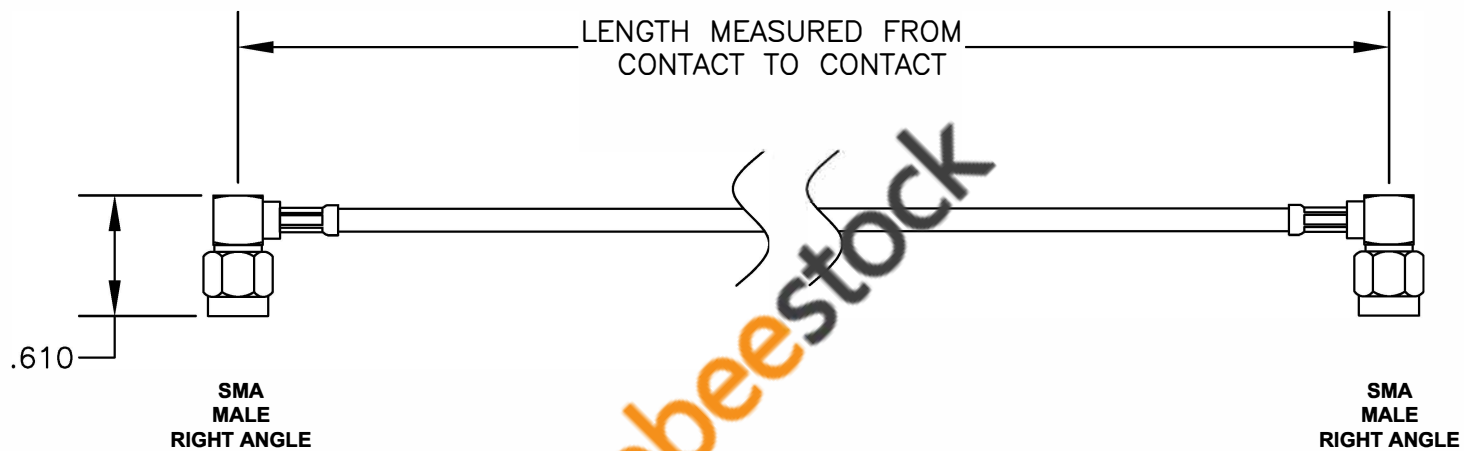 LENGTH MEASURED FROM
CONTACT TO CONTACT
.610
SMA
MALE
RIGHT ANGLE
SMA
MALE
RIGHT ANGLE
beestock